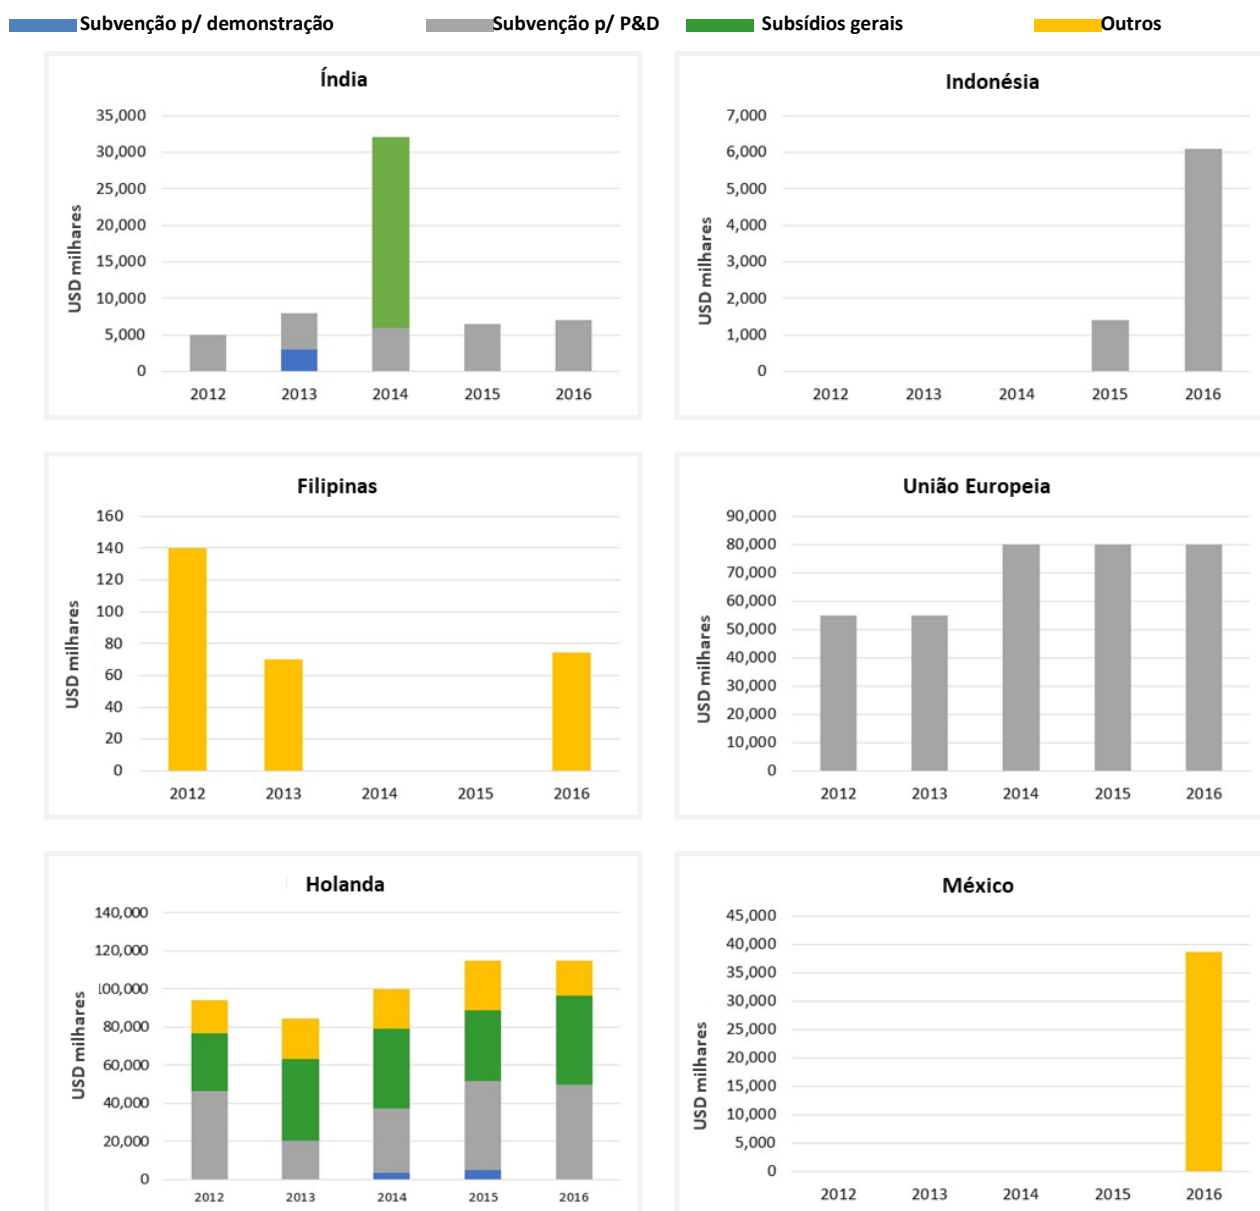 Subvenção p/ demonstração Subvenção p/ P&D Subsídios gerais Outros
Índia
USD milhares
35,000
30,000
25,000
20,000
15,000
10,000
5,000
0
2012 2013 2014 2015 2016
Indonésia
USD milhares
7,000
6,000
5,000
4,000
3,000
2,000
1,000
0
2012 2013 2014 2015 2016
Filipinas
USD milhares
160
140
120
100
80
60
40
20
0
2012 2013 2014 2015 2016
União Europeia
USD milhares
90,000
80,000
70,000
60,000
50,000
40,000
30,000
20,000
10,000
0
2012 2013 2014 2015 2016
Holanda
USD milhares
140,000
120,000
100,000
80,000
60,000
40,000
20,000
0
2012 2013 2014 2015 2016
México
USD milhares
45,000
40,000
35,000
30,000
25,000
20,000
15,000
10,000
5,000
0
2012 2013 2014 2015 2016